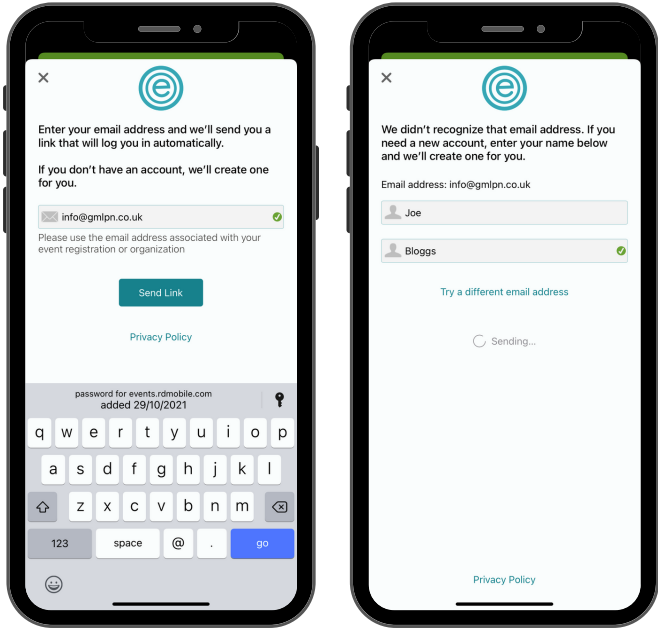 e
Enter your email address and we'll send you a
link that will log you in automatically.
If you don't have an account, we'll create one
for you.
info@gmlpn.co.uk
Please use the email address associated with your
event registration or organization
Send Link
Privacy Policy
password for events.rdmobile.com
added 29/10/2021
q w e r t y u i o p
a s d f g h j k l
z x c v b n m
123 space @ . go
e
We didn't recognize that email address. If you
need a new account, enter your name below
and we'll create one for you.
Email address: info@gmlpn.co.uk
Joe
Bloggs
Try a different email address
Sending...
Privacy Policy